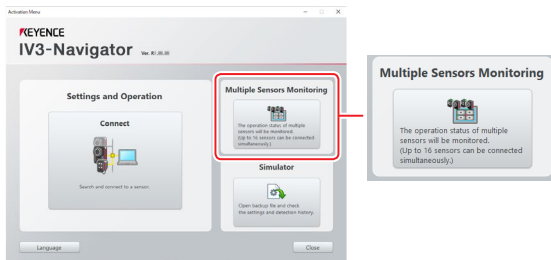 Activation Menu
KEYENCE
IV3-Navigator
Settings and Operation
Connect
Search and connect to a sensor.
Multiple Sensors Monitoring
The operation status of multiple
sensors will be monitored.
(Up to 16 sensors can be connected
simultaneously.)
Simulator
Open backup file and check
the settings and detection history.
Language
Close
Multiple Sensors Monitoring
The operation status of multiple
sensors will be monitored.
(Up to 16 sensors can be connected
simultaneously.)